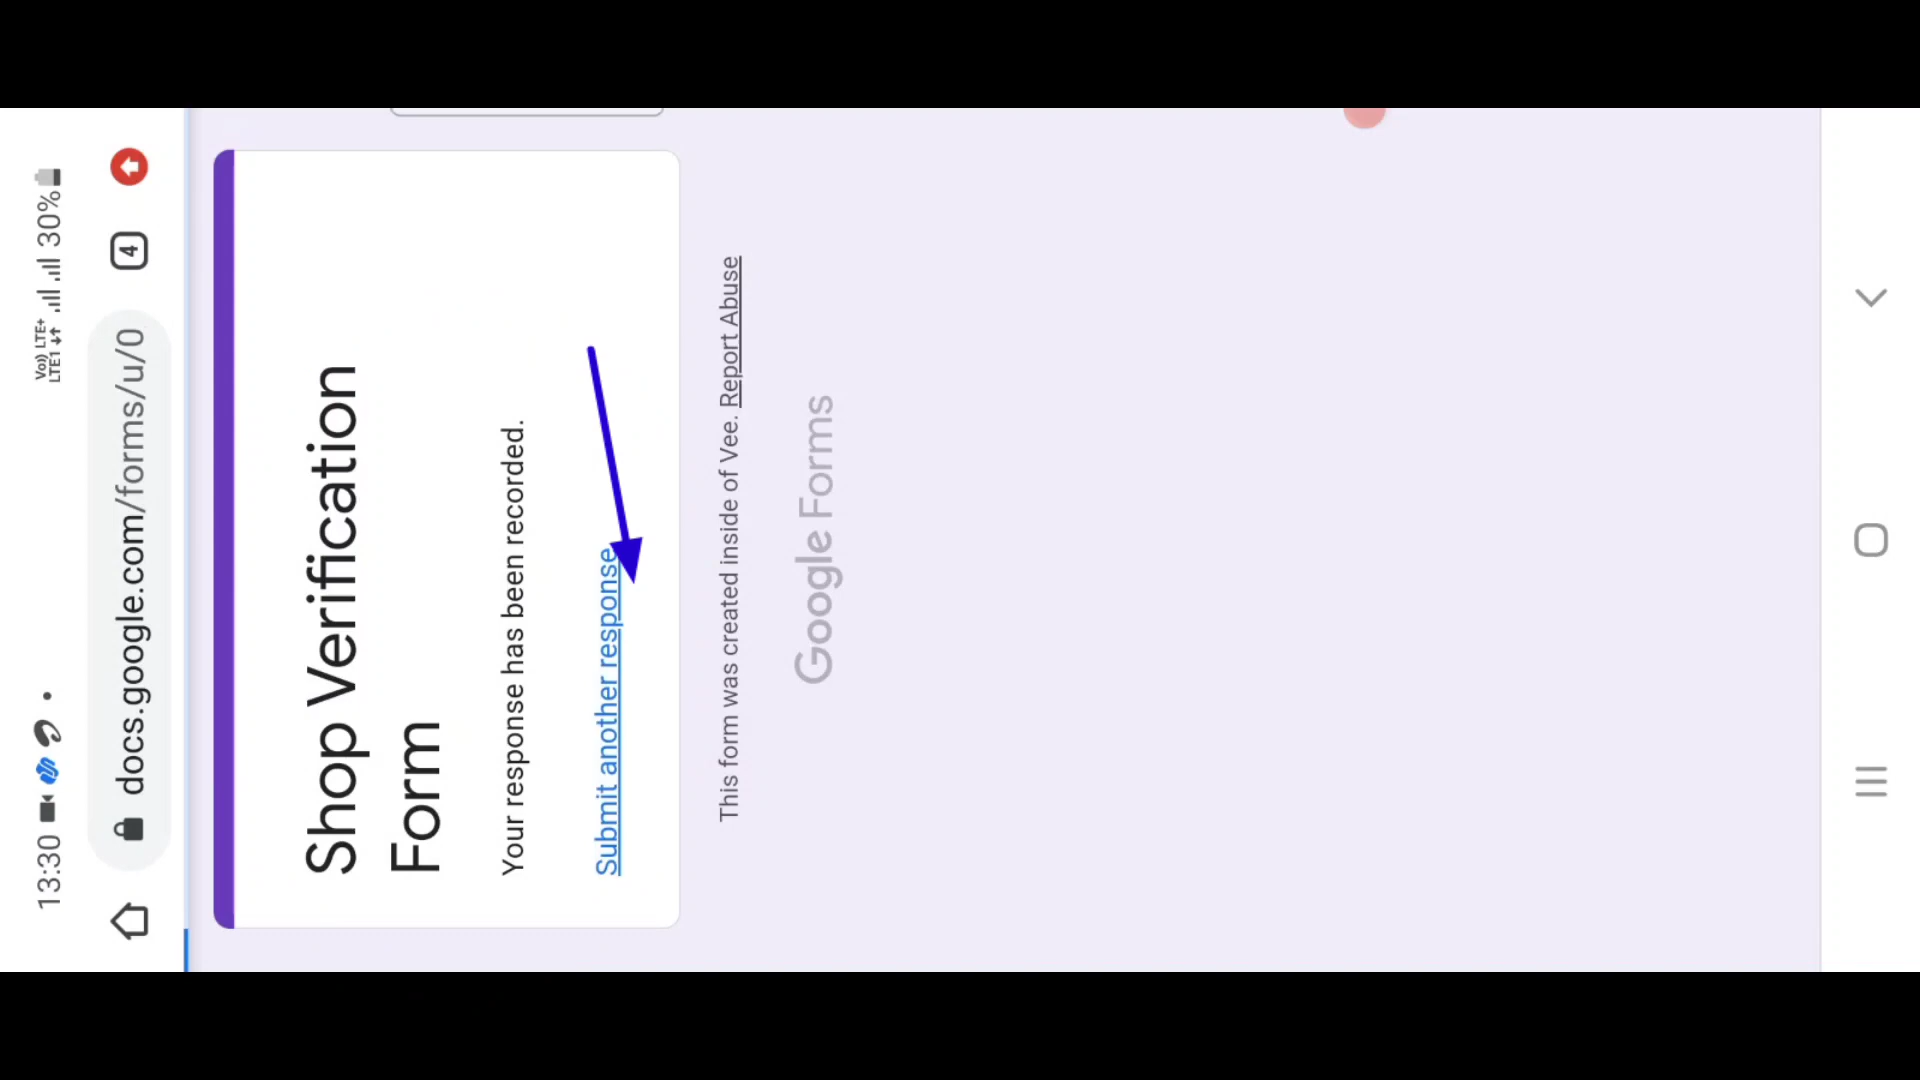 13:30
Vo)) LTE+
LTE1
30%
docs.google.com/forms/u/0
4
Shop Verification
Form
Your response has been recorded.
Submit another response
This form was created inside of Vee. Report Abuse
Google Forms